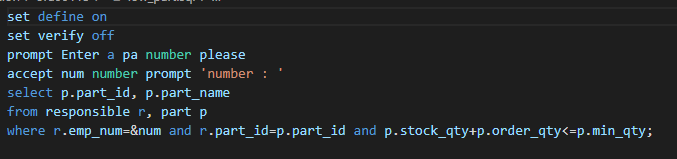 set define on
set verify off
prompt Enter a pa number please
accept num number prompt 'number : '
select p.part_id, p.part_name
from responsible r, part p
where r.emp_num=&num and r.part_id=p.part_id and p.stock_qty+p.order_qty<=p.min_qty;